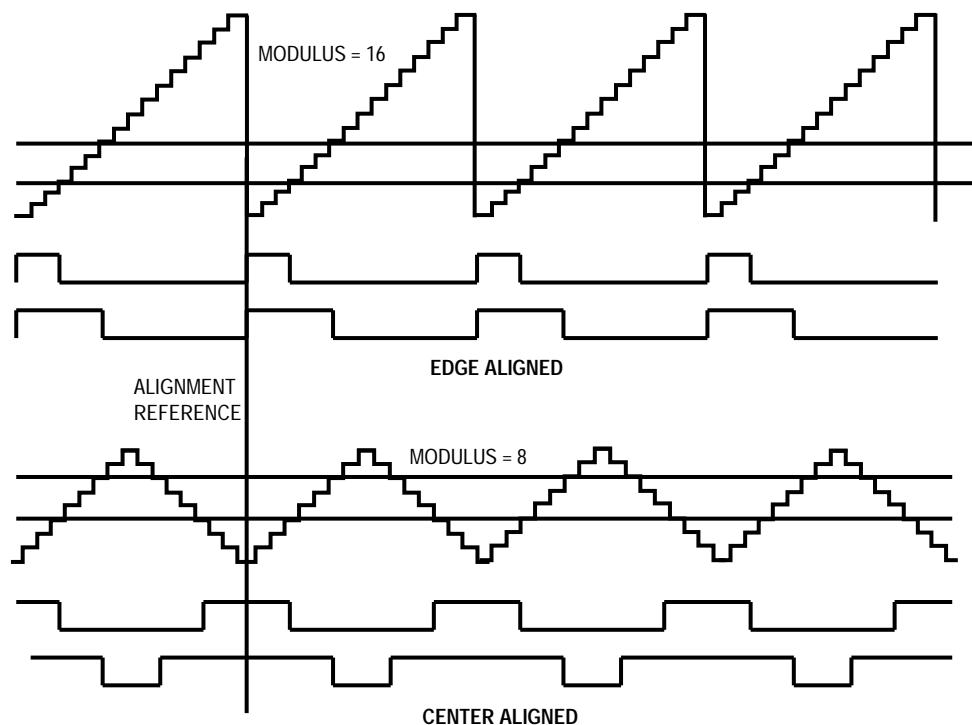 MODULUS = 16
EDGE ALIGNED
ALIGNMENT
REFERENCE
MODULUS = 8
CENTER ALIGNED